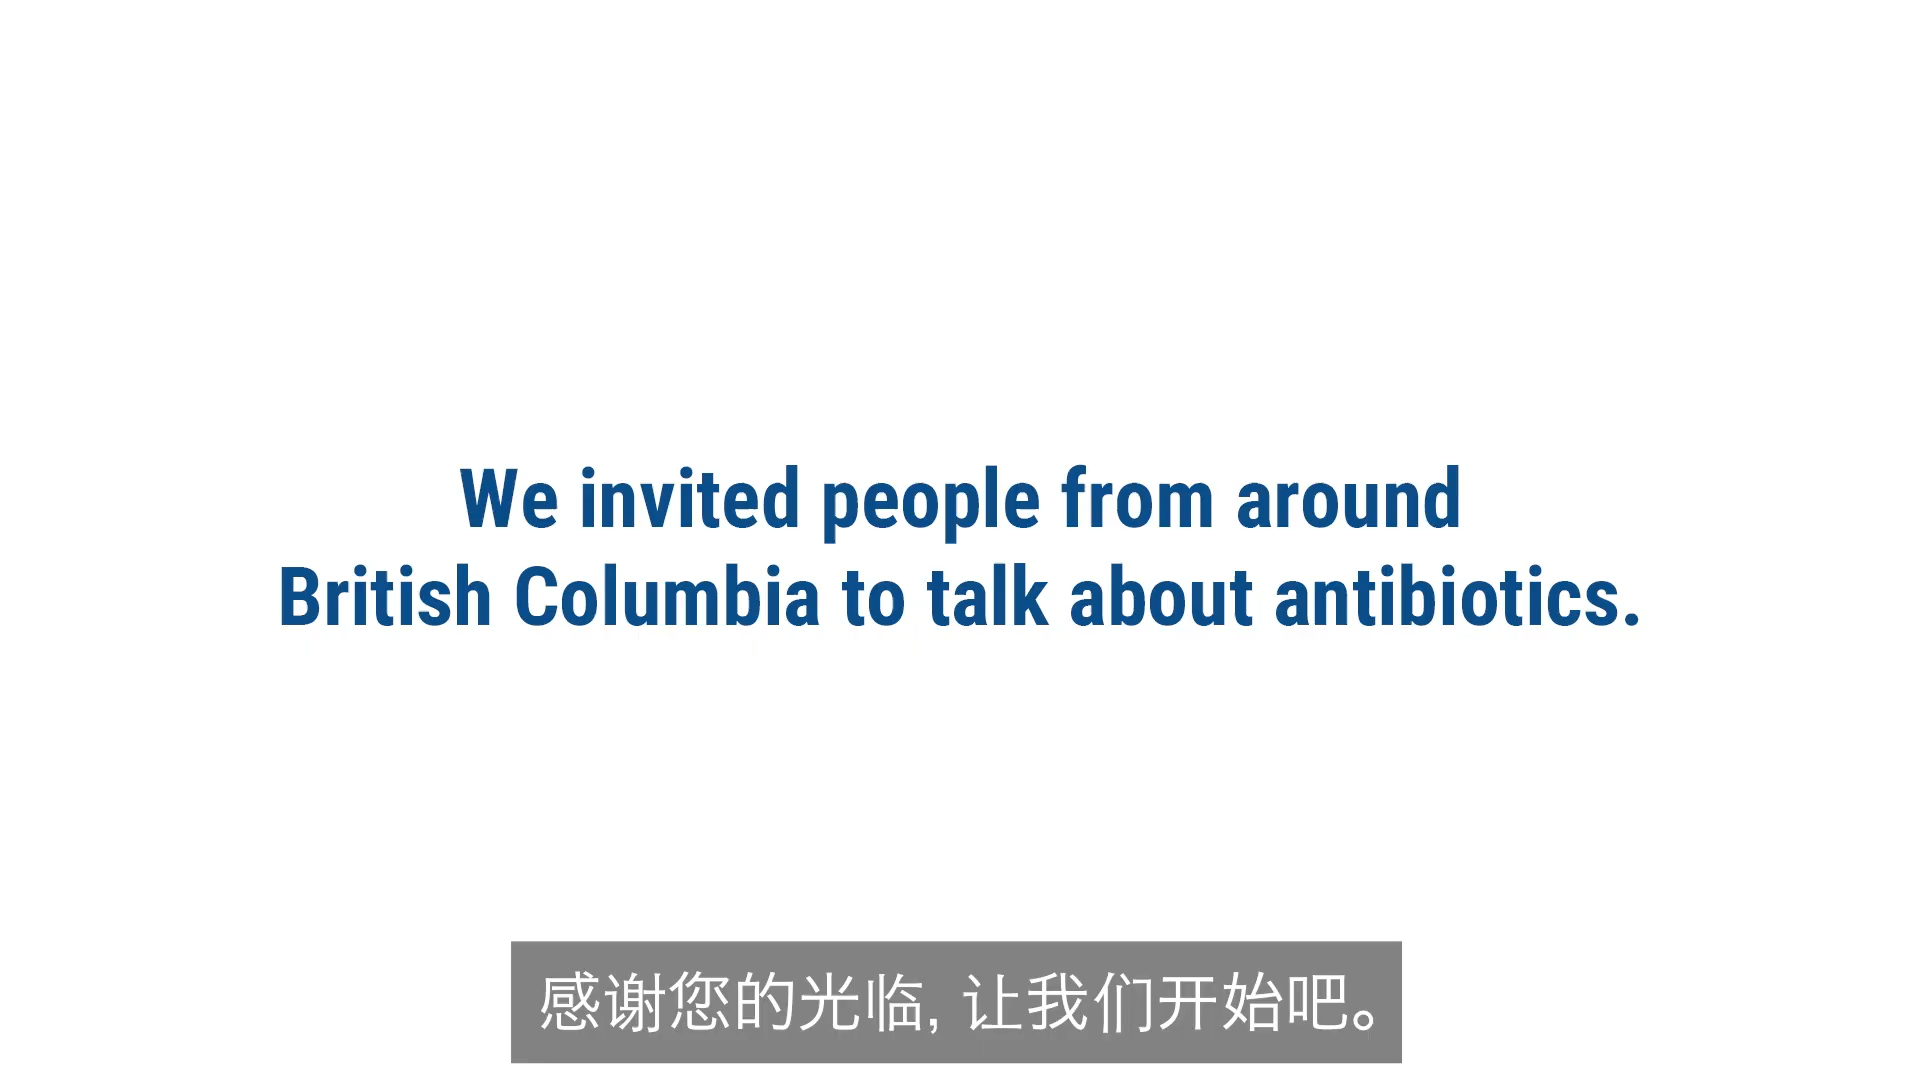 We invited people from around
British Columbia to talk about antibiotics.
感谢您的光临, 让我们开始吧。